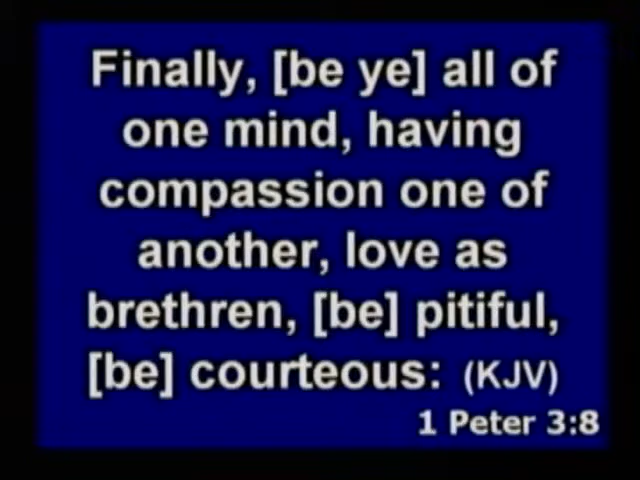 Finally, [be ye] all of
one mind, having
compassion one of
another, love as
brethren, [be] pitiful,
[be] courteous: (KJV)
1 Peter 3:8